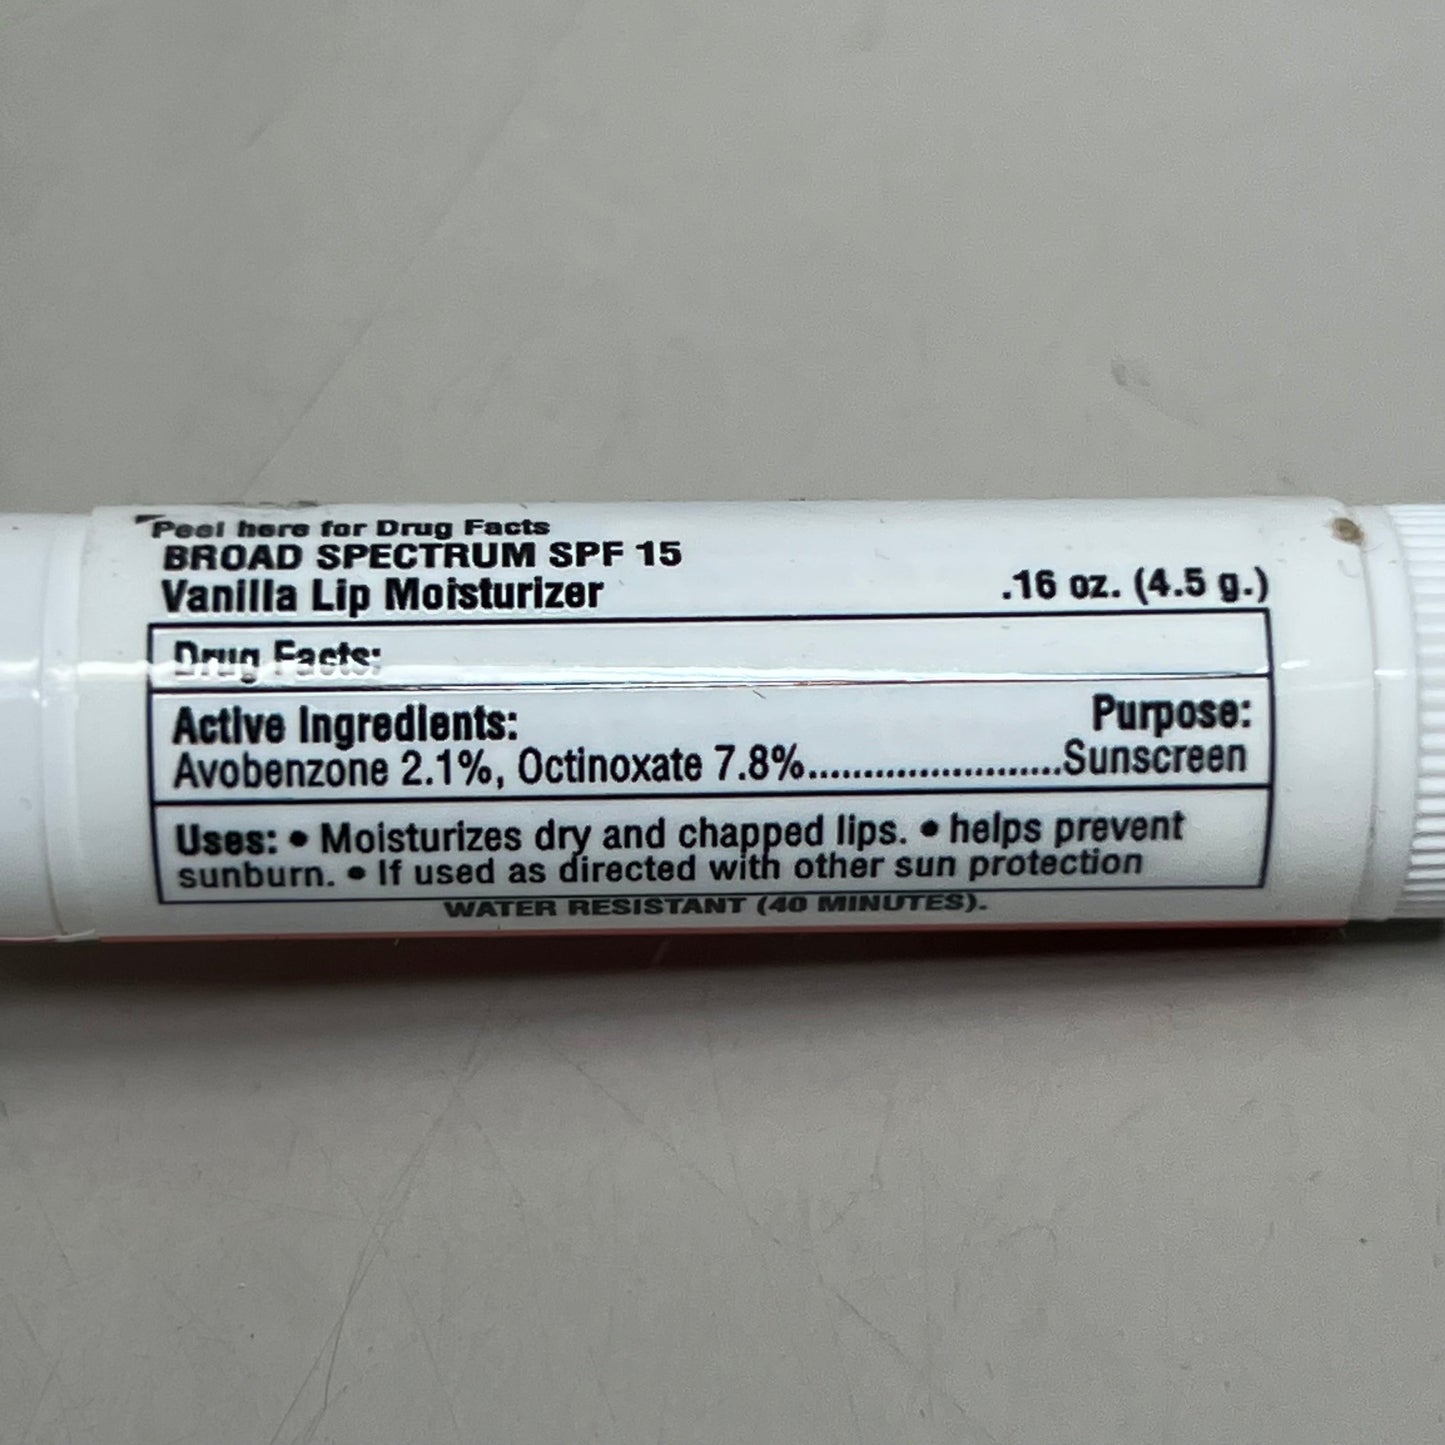 Peel here for Drug Facts
BROAD SPECTRUM SPF 15
Vanilla Lip Moisturizer .16 oz. (4.5 g.)
Drug Facts:
Active Ingredients: Purpose:
Avobenzone 2.1%, Octinoxate 7.8%.......................Sunscreen
Uses: • Moisturizes dry and chapped lips. • helps prevent
sunburn. • If used as directed with other sun protection
WATER RESISTANT (40 MINUTES).